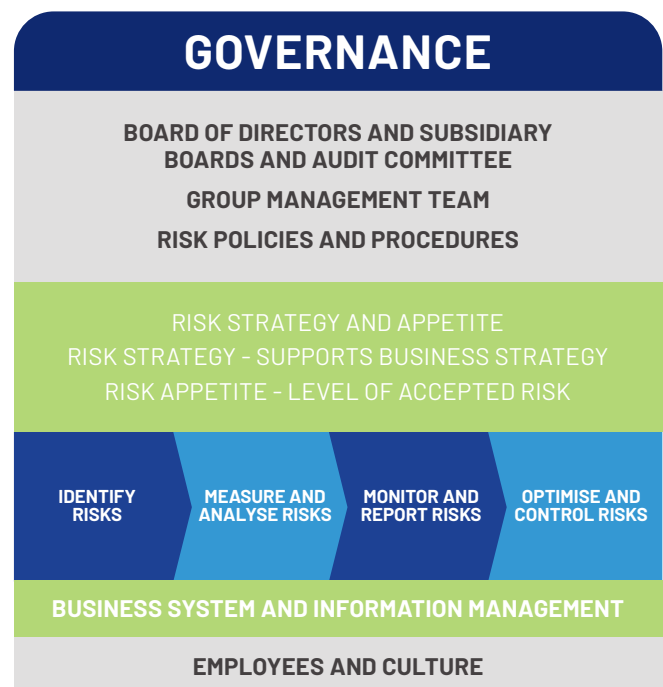 GOVERNANCE
BOARD OF DIRECTORS AND SUBSIDIARY
BOARDS AND AUDIT COMMITTEE
GROUP MANAGEMENT TEAM
RISK POLICIES AND PROCEDURES
RISK STRATEGY AND APPETITE
RISK STRATEGY - SUPPORTS BUSINESS STRATEGY
RISK APPETITE - LEVEL OF ACCEPTED RISK
IDENTIFY
RISKS
MEASURE AND
ANALYSE RISKS
MONITOR AND
REPORT RISKS
OPTIMISE AND
CONTROL RISKS
BUSINESS SYSTEM AND INFORMATION MANAGEMENT
EMPLOYEES AND CULTURE